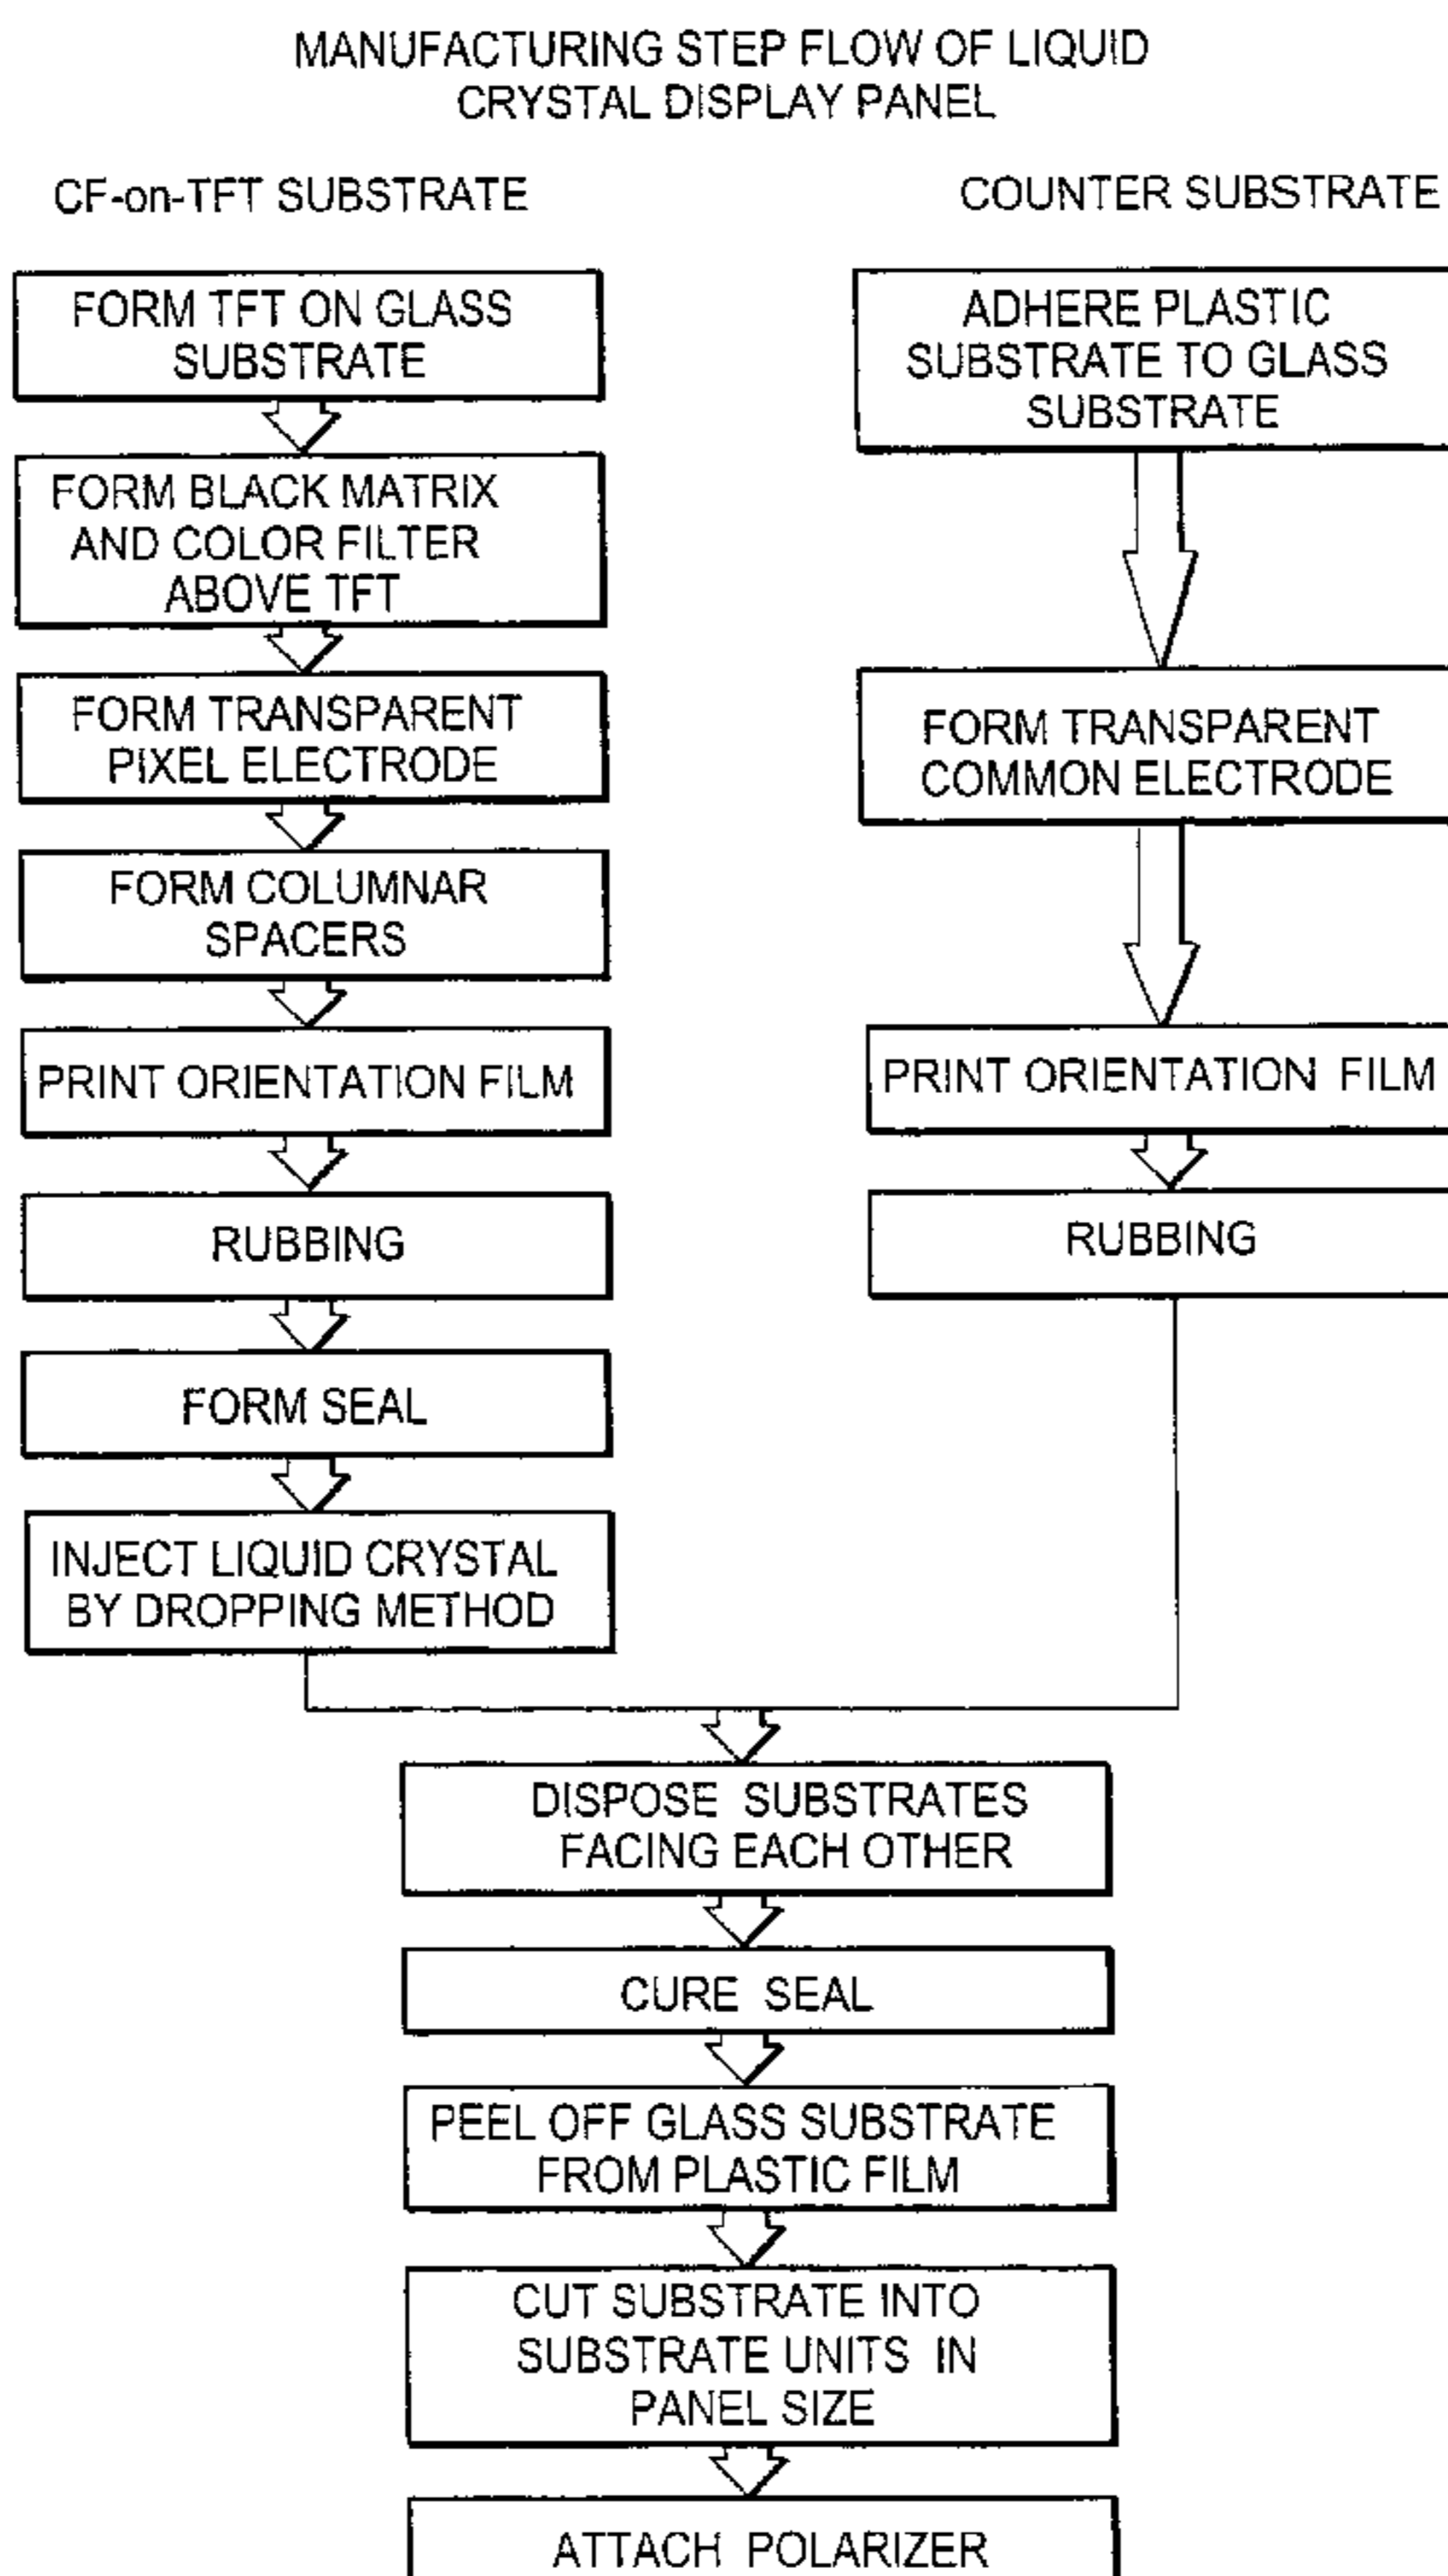 MANUFACTURING STEP FLOW OF LIQUID
CRYSTAL DISPLAY PANEL
CF-on-TFT SUBSTRATE
FORM TFT ON GLASS
SUBSTRATE
FORM BLACK MATRIX
AND COLOR FILTER
ABOVE TFT
FORM TRANSPARENT
PIXEL ELECTRODE
FORM COLUMNAR
SPACERS
PRINT ORIENTATION FILM
RUBBING
FORM SEAL
INJECT LIQUID CRYSTAL
BY DROPPING METHOD
COUNTER SUBSTRATE
ADHERE PLASTIC
SUBSTRATE TO GLASS
SUBSTRATE
FORM TRANSPARENT
COMMON ELECTRODE
PRINT ORIENTATION FILM
RUBBING
DISPOSE SUBSTRATES
FACING EACH OTHER
CURE SEAL
PEEL OFF GLASS SUBSTRATE
FROM PLASTIC FILM
CUT SUBSTRATE INTO
SUBSTRATE UNITS IN
PANEL SIZE
ATTACH POLARIZER